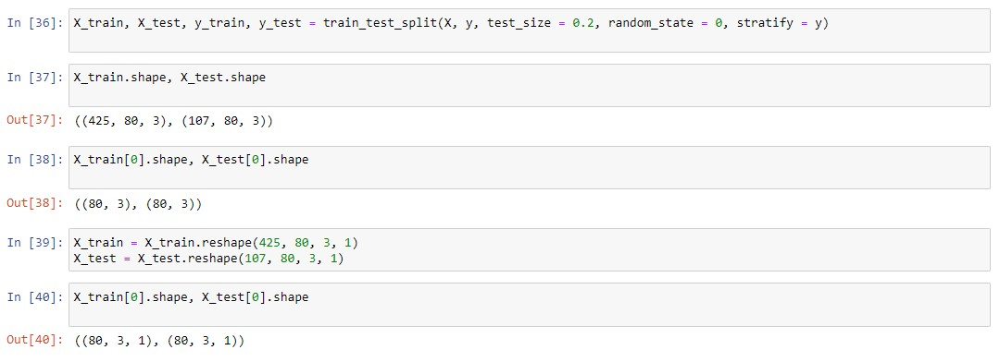 In [36]: X_train, X_test, y_train, y_test = train_test_split(X, y, test_size = 0.2, random_state = 0, stratify = y)
In [37]: X_train.shape, X_test.shape
Out[37]: ((425, 80, 3), (107, 80, 3))
In [38]: X_train[0].shape, X_test[0].shape
Out[38]: ((80, 3), (80, 3))
In [39]: X_train = X_train.reshape(425, 80, 3, 1)
X_test = X_test.reshape(107, 80, 3, 1)
In [40]: X_train[0].shape, X_test[0].shape
Out[40]: ((80, 3, 1), (80, 3, 1))